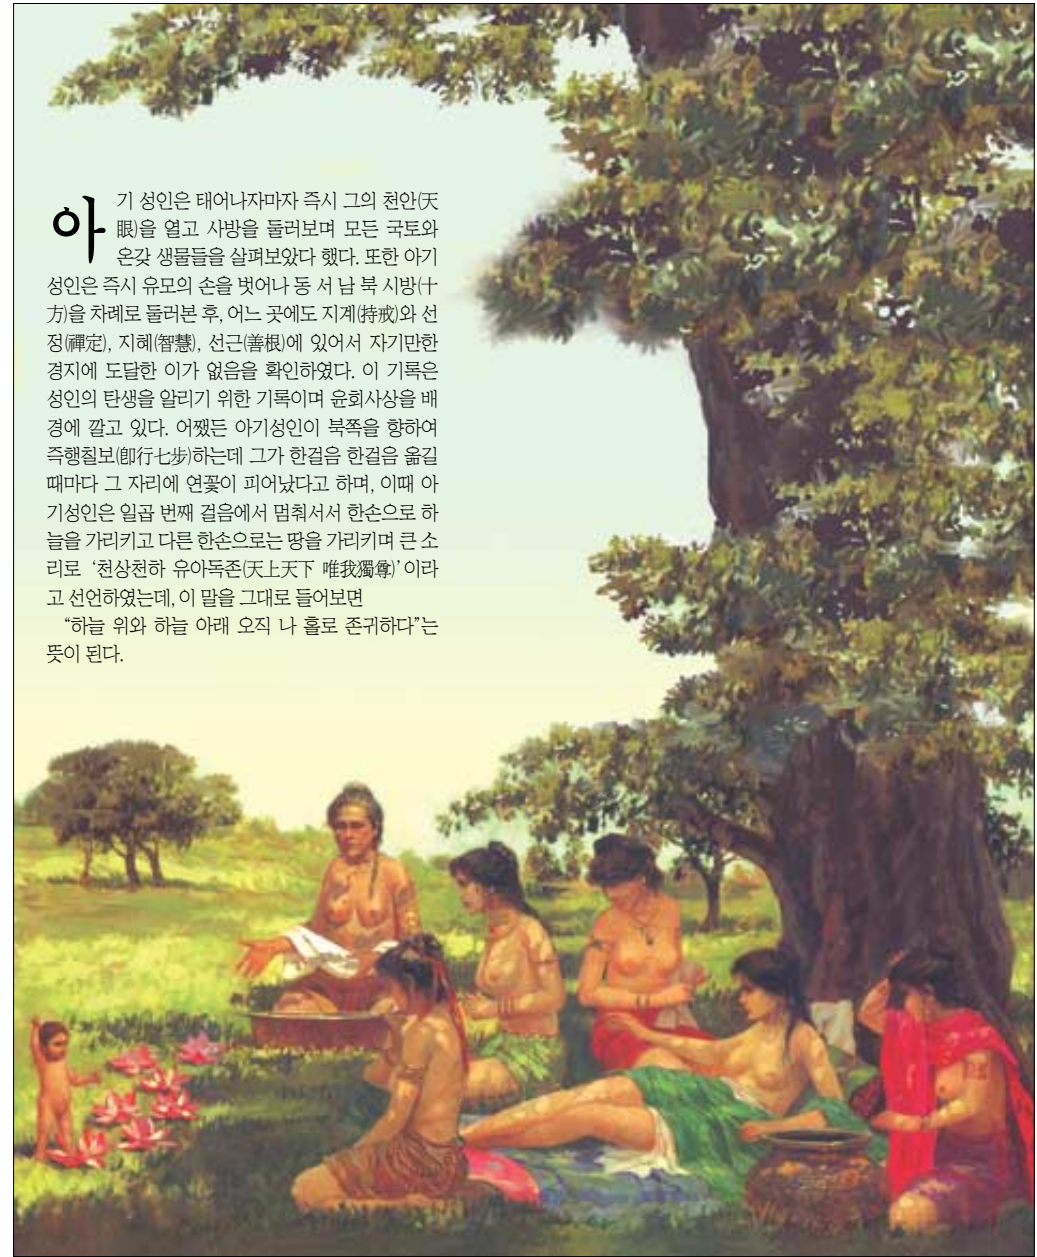 아기 성인은 태어나자마자 즉시 그의 천안(天
眼)을 열고 사방을 둘러보며 모든 국토와
온갖 생물들을 살펴보았다 했다. 또한 아기
성인은 즉시 유모의 손을 벗어나 동 서 남 북 시방(十
方)을 차례로 둘러본 후, 어느 곳에도 지계(持戒)와 선
정(禪定), 지혜(智慧), 선근(善根)에 있어서 자기만한
경지에 도달한 이가 없음을 확인하였다. 이 기록은
성인의 탄생을 알리기 위한 기록이며 윤회사상을 배
경에 깔고 있다. 어쨌든 아기성인이 북쪽을 향하여
즉행칠보(卽行七步)하는데 그가 한걸음 한걸음 옮길
때마다 그 자리에 연꽃이 피어났다고 하며, 이때 아
기성인은 일곱 번째 걸음에서 멈춰서서 한손으로 하
늘을 가리키고 다른 한손으로는 땅을 가리키며 큰 소
리로 ‘천상천하 유아독존(天上天下 唯我獨尊)’이라
고 선언하였는데, 이 말을 그대로 들어보면
“하늘 위와 하늘 아래 오직 나 홀로 존귀하다”는
뜻이 된다.